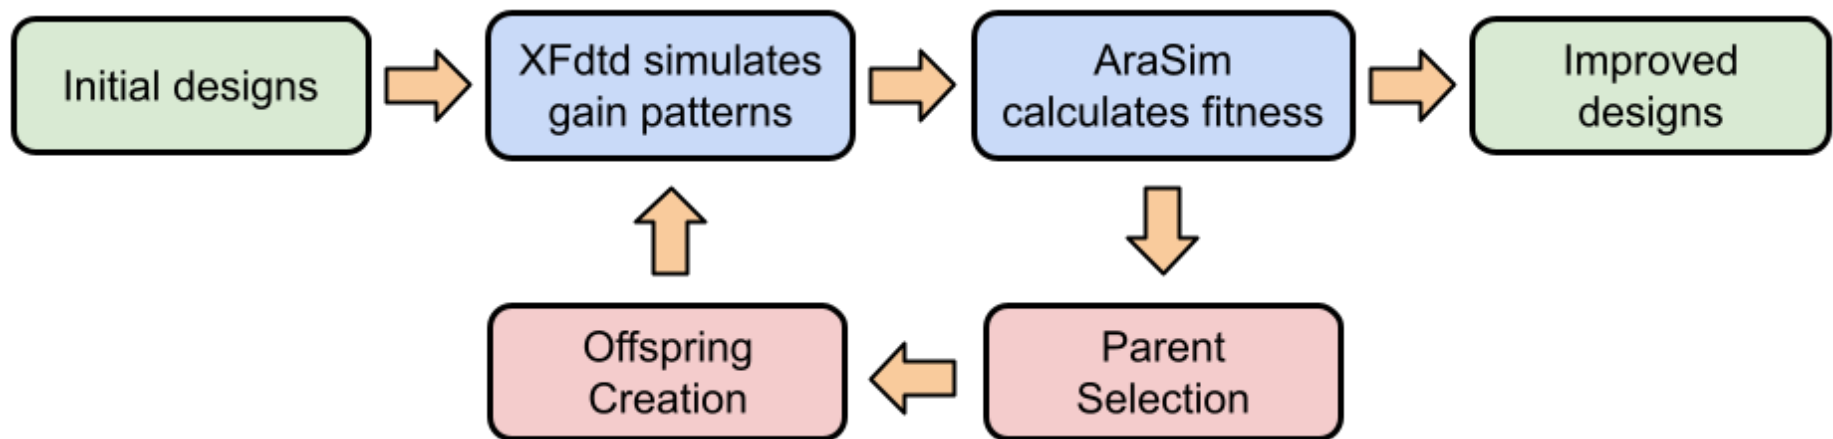 Initial designs
XFdtd simulates
gain patterns
AraSim
calculates fitness
Improved
designs
Offspring
Creation
Parent
Selection